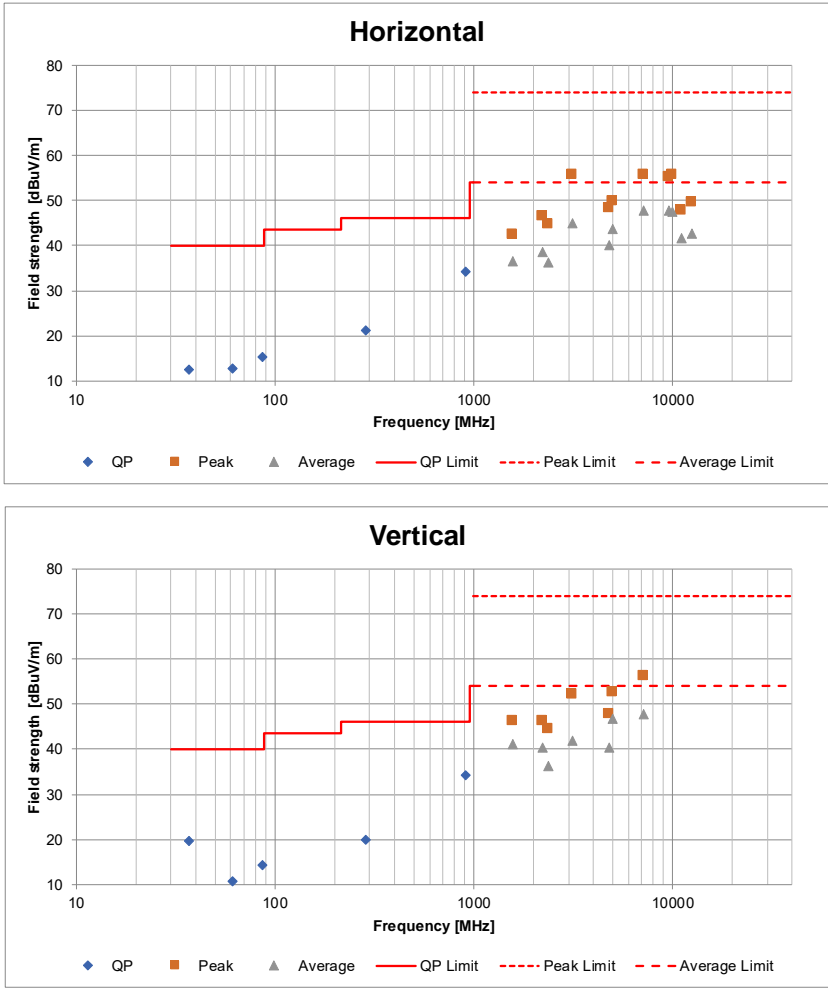 Horizontal
80
70
60
50
40
30
20
10
Field strength [dBuV/m]
10 100 1000 10000
Frequency [MHz]
QP Peak Average QP Limit Peak Limit Average Limit
Vertical
80
70
60
50
40
30
20
10
Field strength [dBuV/m]
10 100 1000 10000
Frequency [MHz]
QP Peak Average QP Limit Peak Limit Average Limit